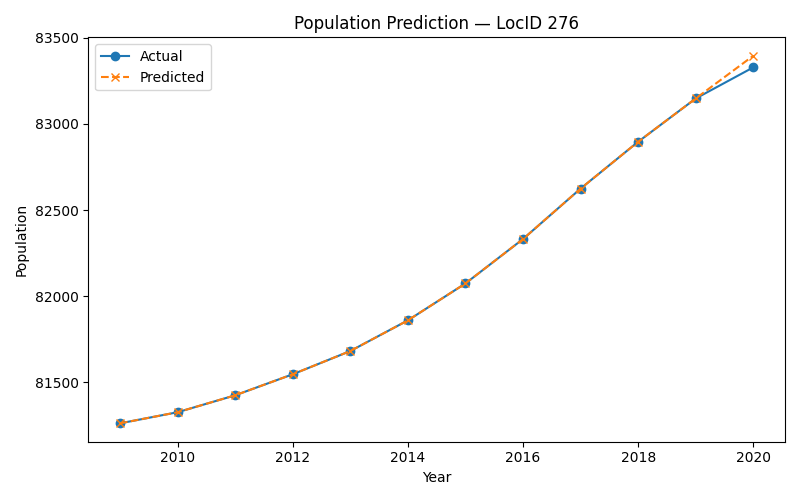 Population Prediction — LocID 276
Actual
Predicted
83500
83000
82500
82000
81500
Population
2010 2012 2014 2016 2018 2020
Year